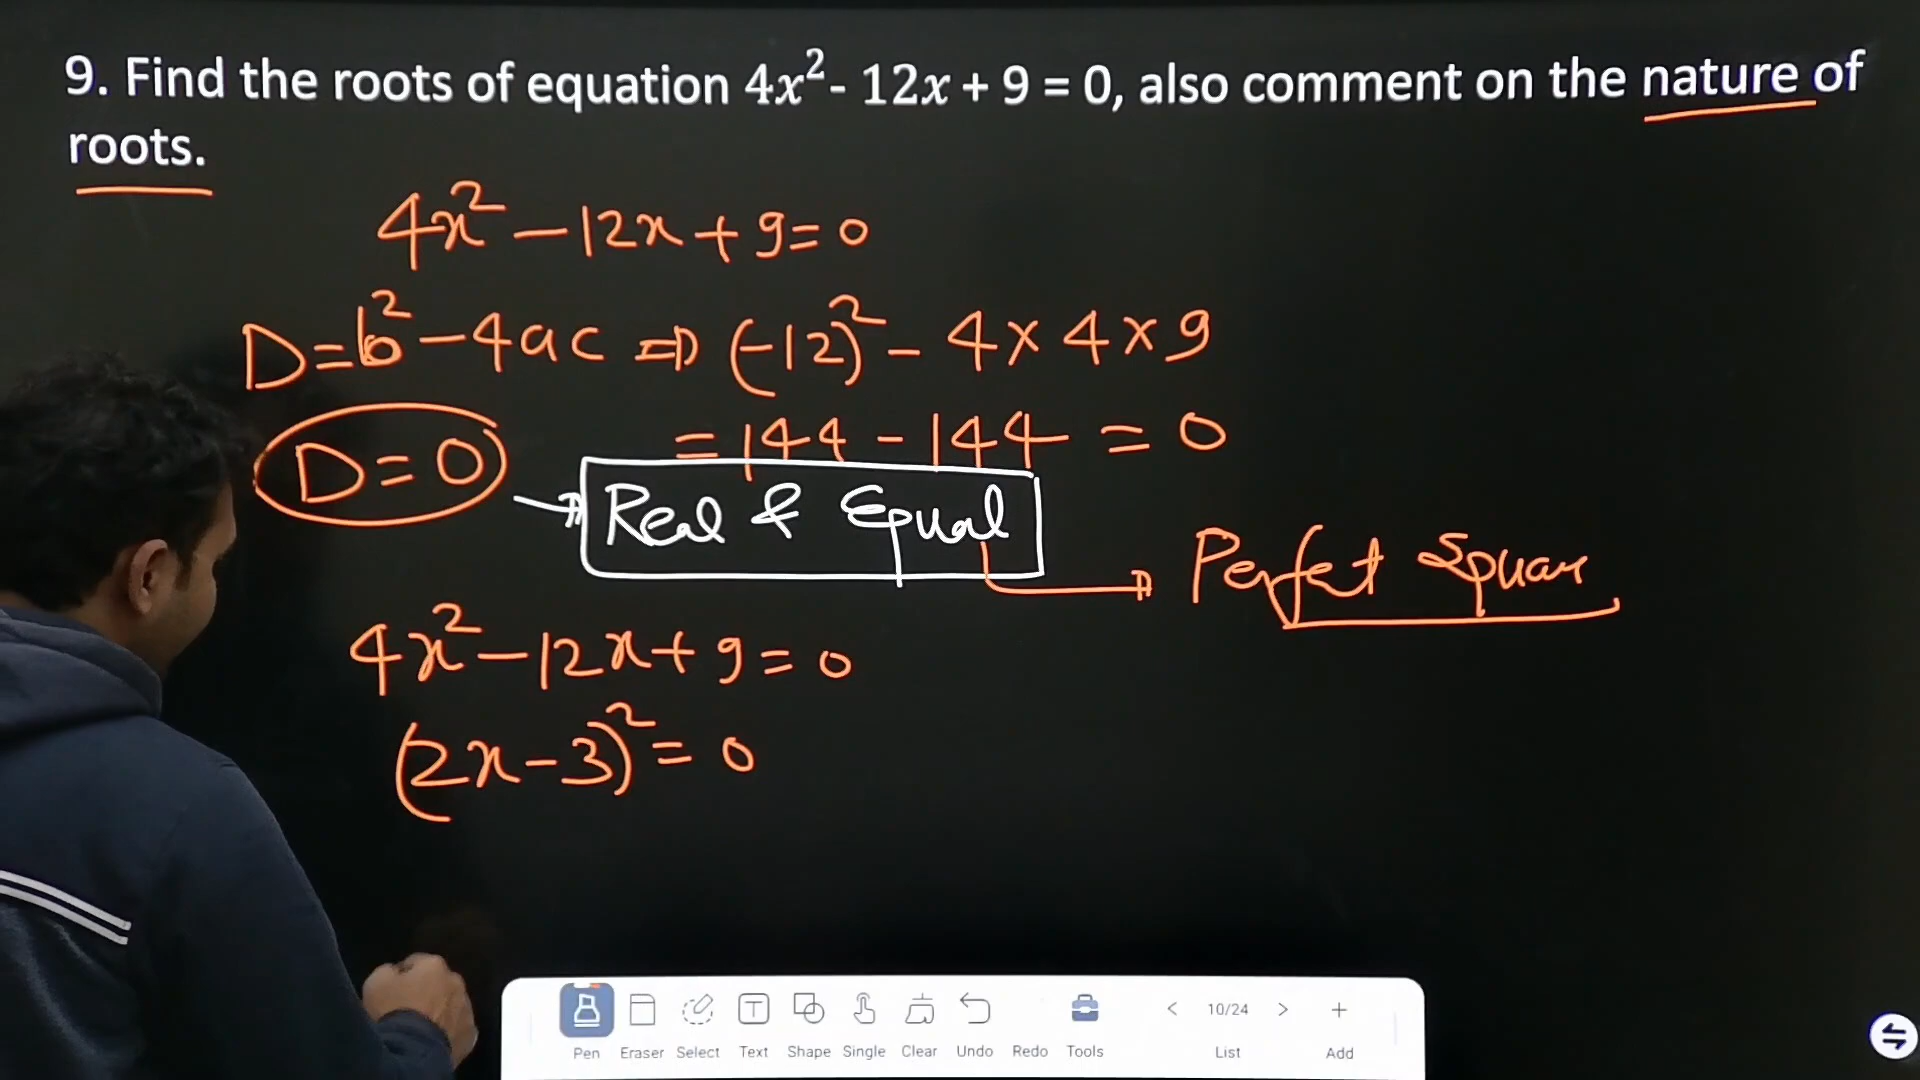 9. Find the roots of equation 4x²- 12x + 9 = 0, also comment on the nature of
roots.
4x² - 12x + 9 = 0
D = b² - 4ac ⇒ (-12)² - 4 × 4 × 9
= 144 - 144 = 0
D = 0
→ Real & Equal
→ Perfect Square
4x² - 12x + 9 = 0
(2x - 3)² = 0
Pen Eraser Select Text Shape Single Clear Undo Redo Tools
< 10/24 > +
List Add